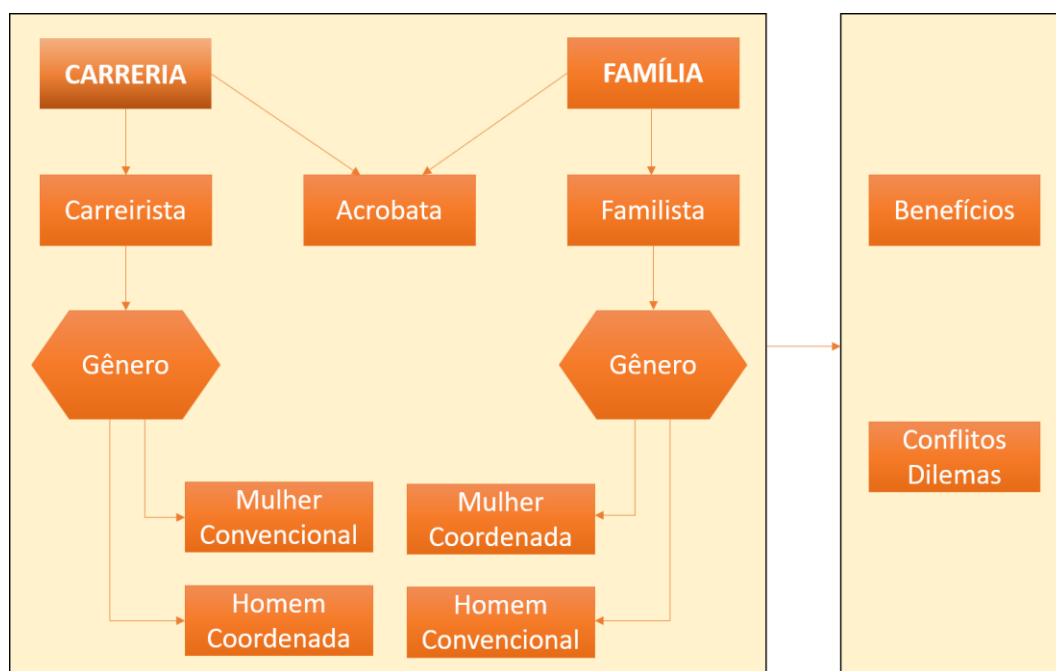 CARRERIA
FAMÍLIA
Carreirista
Acrobata
Familista
Benefícios
Gênero
Gênero
Conflitos
Dilemas
Mulher
Convencional
Mulher
Coordenada
Homem
Coordenada
Homem
Convencional